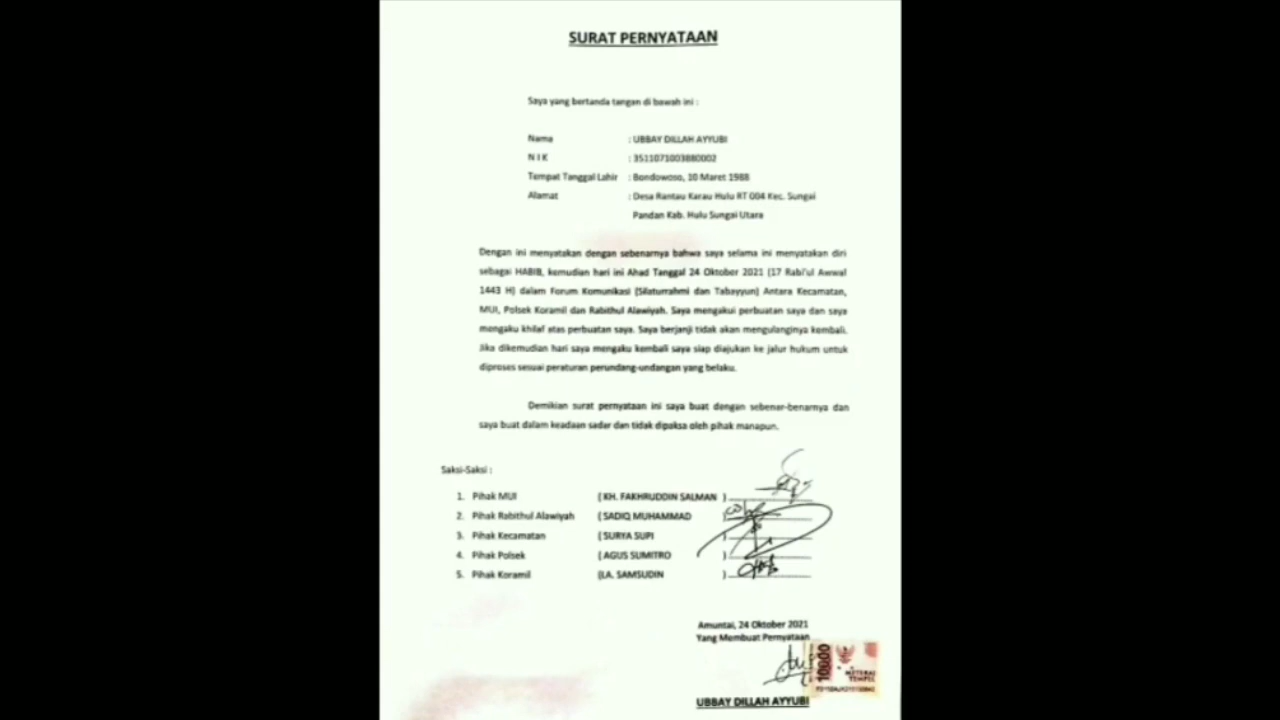 SURAT PERNYATAAN
Saya yang bertanda tangan di bawah ini :
Nama : UBBAY DILLAH AYYUBI
N I K : 3511071003880002
Tempat Tanggal Lahir : Bondowoso, 10 Maret 1988
Alamat : Desa Rantau Karau Hulu RT 004 Kec. Sungai
Pandan Kab. Hulu Sungai Utara
Dengan ini menyatakan dengan sebenarnya bahwa saya selama ini menyatakan diri
sebagai HABIB, kemudian hari ini Ahad Tanggal 24 Oktober 2021 (17 Rabi'ul Awwal
1443 H) dalam Forum Komunikasi (Silaturrahmi dan Tabayyun) Antara Kecamatan,
MUI, Polsek Koramil dan Rabithul Alawiyah. Saya mengakui perbuatan saya dan saya
mengaku khilaf atas perbuatan saya. Saya berjanji tidak akan mengulanginya kembali.
Jika dikemudian hari saya mengaku kembali saya siap diajukan ke jalur hukum untuk
diproses sesuai peraturan perundang-undangan yang belaku.
Demikian surat pernyataan ini saya buat dengan sebenar-benarnya dan
saya buat dalam keadaan sadar dan tidak dipaksa oleh pihak manapun.
Saksi-Saksi :
1. Pihak MUI ( KH. FAKHRUDDIN SALMAN )
2. Pihak Rabithul Alawiyah ( SADIQ MUHAMMAD )
3. Pihak Kecamatan ( SURYA SUPI )
4. Pihak Polsek ( AGUS SUMITRO )
5. Pihak Koramil (LA. SAMSUDIN )
Amuntai, 24 Oktober 2021
Yang Membuat Pernyataan
10000
METERAI
TEMPEL
UBBAY DILLAH AYYUBI